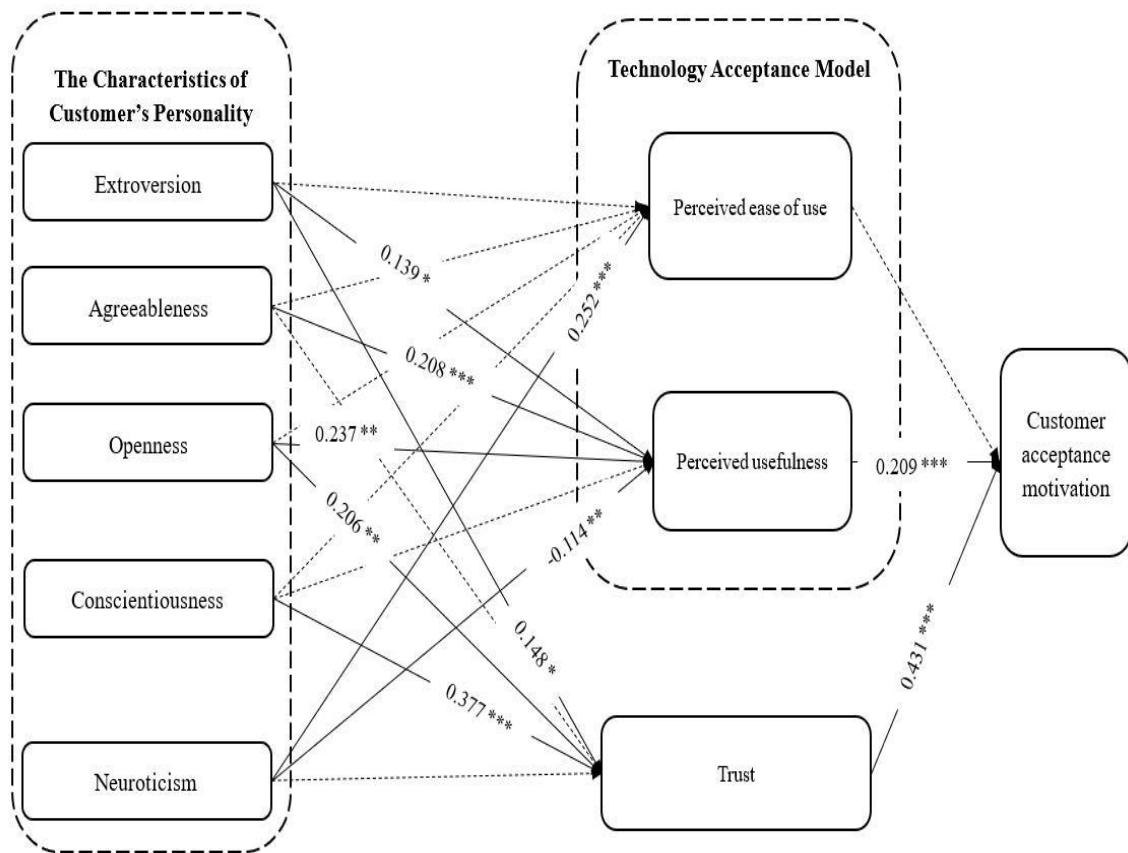 The Characteristics of
Customer's Personality
Extroversion
Agreeableness
Openness
Conscientiousness
Neuroticism
0.139 *
0.208 ***
0.237 **
0.206 **
0.377 ***
0.148 *
0.252 ***
-0.114 **
Technology Acceptance Model
Perceived ease of use
Perceived usefulness
Trust
0.209 ***
0.431 ***
Customer
acceptance
motivation